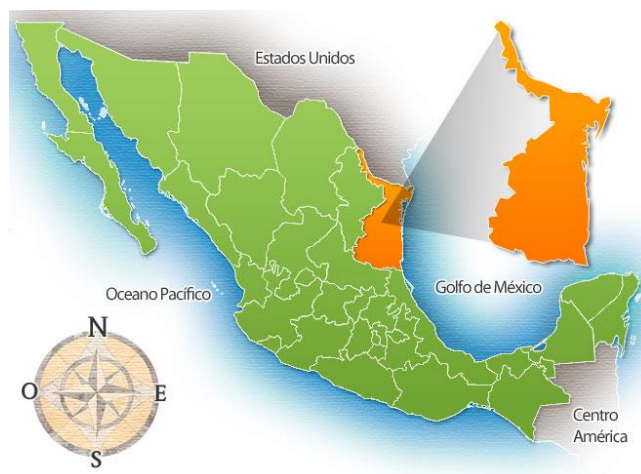 Estados Unidos
Oceano Pacífico
Golfo de México
N
O
E
S
Centro
América